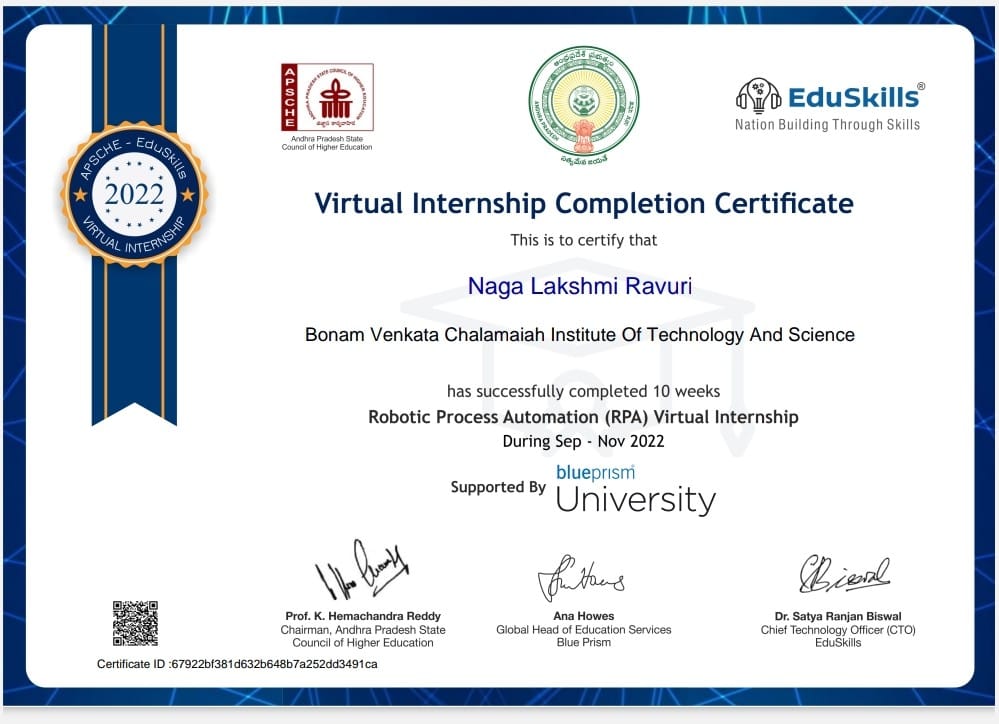 APSCHE - EduSkills
2022
VIRTUAL INTERNSHIP
APSCHE
ANDHRA PRADESH STATE COUNCIL OF HIGHER EDUCATION
Andhra Pradesh State
Council of Higher Education
ఆంధ్రప్రదేశ్ ప్రభుత్వం
ANDHRA PRADESH
సత్యమేవ జయతే
EduSkills®
Nation Building Through Skills
Virtual Internship Completion Certificate
This is to certify that
Naga Lakshmi Ravuri
Bonam Venkata Chalamaiah Institute Of Technology And Science
has successfully completed 10 weeks
Robotic Process Automation (RPA) Virtual Internship
During Sep - Nov 2022
Supported By
blueprism
University
Prof. K. Hemachandra Reddy
Chairman, Andhra Pradesh State
Council of Higher Education
Ana Howes
Global Head of Education Services
Blue Prism
Dr. Satya Ranjan Biswal
Chief Technology Officer (CTO)
EduSkills
Certificate ID :67922bf381d632b648b7a252dd3491ca